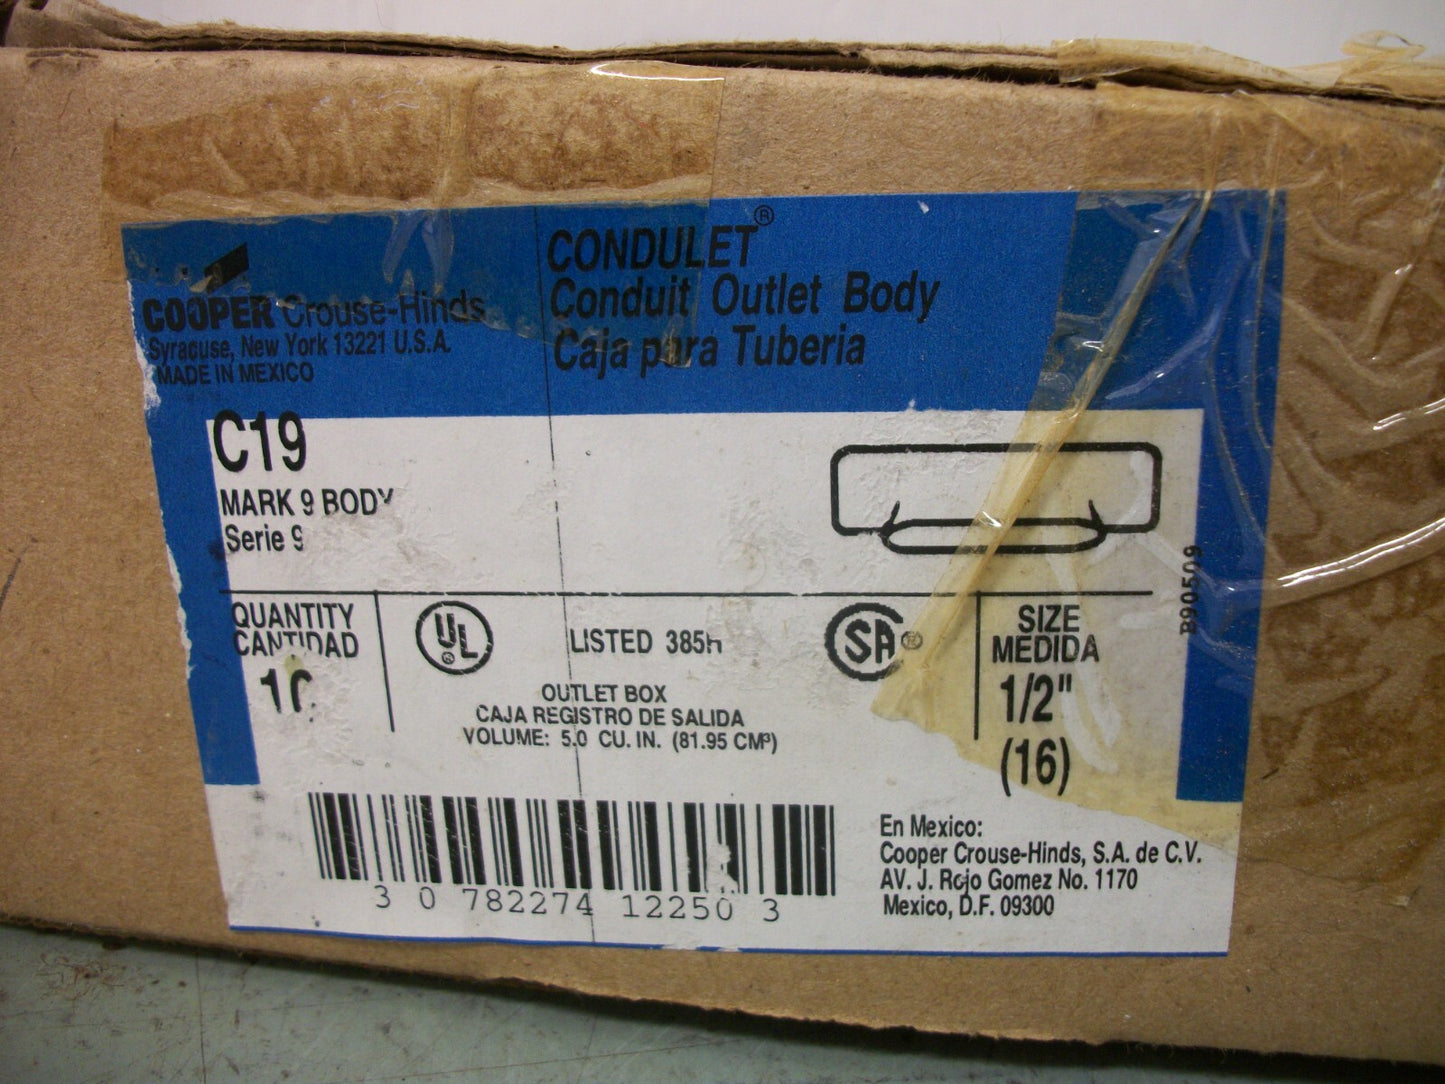 COOPER Crouse-Hinds
Syracuse, New York 13221 U.S.A.
MADE IN MEXICO
CONDULET®
Conduit Outlet Body
Caja para Tuberia
C19
MARK 9 BODY
Serie 9
B90509
QUANTITY
CANTIDAD
10
UL®
LISTED 385H
SA®
OUTLET BOX
CAJA REGISTRO DE SALIDA
VOLUME: 5.0 CU. IN. (81.95 CM³)
SIZE
MEDIDA
1/2"
(16)
3 0 782274 12250 3
En Mexico:
Cooper Crouse-Hinds, S.A. de C.V.
AV. J. Rojo Gomez No. 1170
Mexico, D.F. 09300